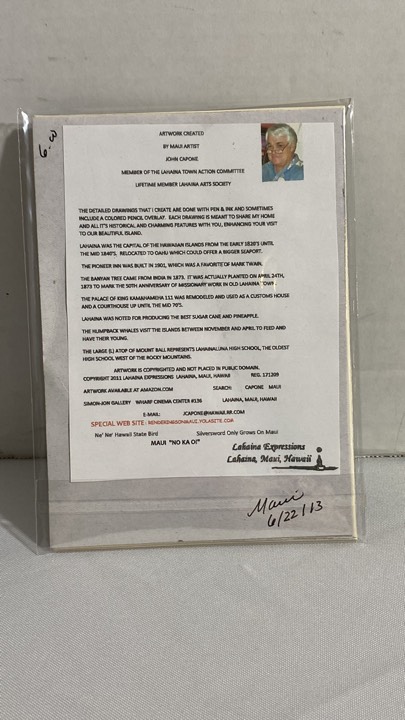 6.00
ARTWORK CREATED
BY MAUI ARTIST
JOHN CAPONE
MEMBER OF THE LAHAINA TOWN ACTION COMMITTEE
LIFETIME MEMBER LAHAINA ARTS SOCIETY
THE DETAILED DRAWINGS THAT I CREATE ARE DONE WITH PEN & INK AND SOMETIMES
INCLUDE A COLORED PENCIL OVERLAY. EACH DRAWING IS MEANT TO SHARE MY HOME
AND ALL IT'S HISTORICAL AND CHARMING FEATURES WITH YOU, ENHANCING YOUR VISIT
TO OUR BEAUTIFUL ISLAND.
LAHAINA WAS THE CAPITAL OF THE HAWAIIAN ISLANDS FROM THE EARLY 1820'S UNTIL
THE MID 1840'S. RELOCATED TO OAHU WHICH COULD OFFER A BIGGER SEAPORT.
THE PIONEER INN WAS BUILT IN 1901, WHICH WAS A FAVORITE OF MARK TWAIN.
THE BANYAN TREE CAME FROM INDIA IN 1873. IT WAS ACTUALLY PLANTED ON APRIL 24TH,
1873 TO MARK THE 50TH ANNERSARY OF MISSIONARY WORK IN OLD LAHAINA TOWN.
THE PALACE OF KING KAMAHAMEHA 111 WAS REMODELED AND USED AS A CUSTOMS HOUSE
AND A COURTHOUSE UP UNTIL THE MID 70'S.
LAHAINA WAS NOTED FOR PRODUCING THE BEST SUGAR CANE AND PINEAPPLE.
THE HUMPBACK WHALES VISIT THE ISLANDS BETWEEN NOVEMBER AND APRIL TO FEED AND
HAVE THEIR YOUNG.
THE LARGE (L) ATOP OF MOUNT BALL REPRESENTS LAHAINALUNA HIGH SCHOOL, THE OLDEST
HIGH SCHOOL WEST OF THE ROCKY MOUNTAINS.
ARTWORK IS COPYRIGHTED AND NOT PLACED IN PUBLIC DOMAIN.
COPYRIGHT 2011 LAHAINA EXPRESSIONS LAHAINA, MAUI, HAWAII REG. 171209
ARTWORK AVAILABLE AT AMAZON.COM SEARCH: CAPONE MAUI
SIMON-JON GALLERY WHARF CINEMA CENTER #136 LAHAINA, MAUI, HAWAII
E-MAIL: JCAPONE@HAWAII.RR.COM
SPECIAL WEB SITE: RENDERINGSONMAUI.YOLASITE.COM
Ne' Ne' Hawaii State Bird Silversword Only Grows On Maui
MAUI "NO KA OI"
Lahaina Expressions
Lahaina, Maui, Hawaii
Maui
6/22/13